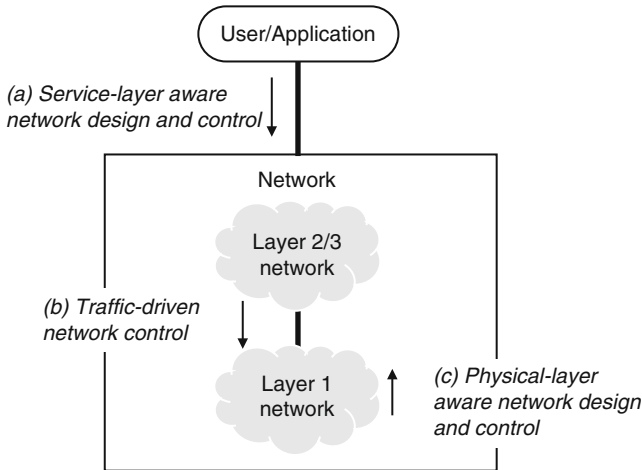 User/Application
(a) Service-layer aware
network design and control
Network
Layer 2/3
network
(b) Traffic-driven
network control
Layer 1
network
(c) Physical-layer
aware network design
and control